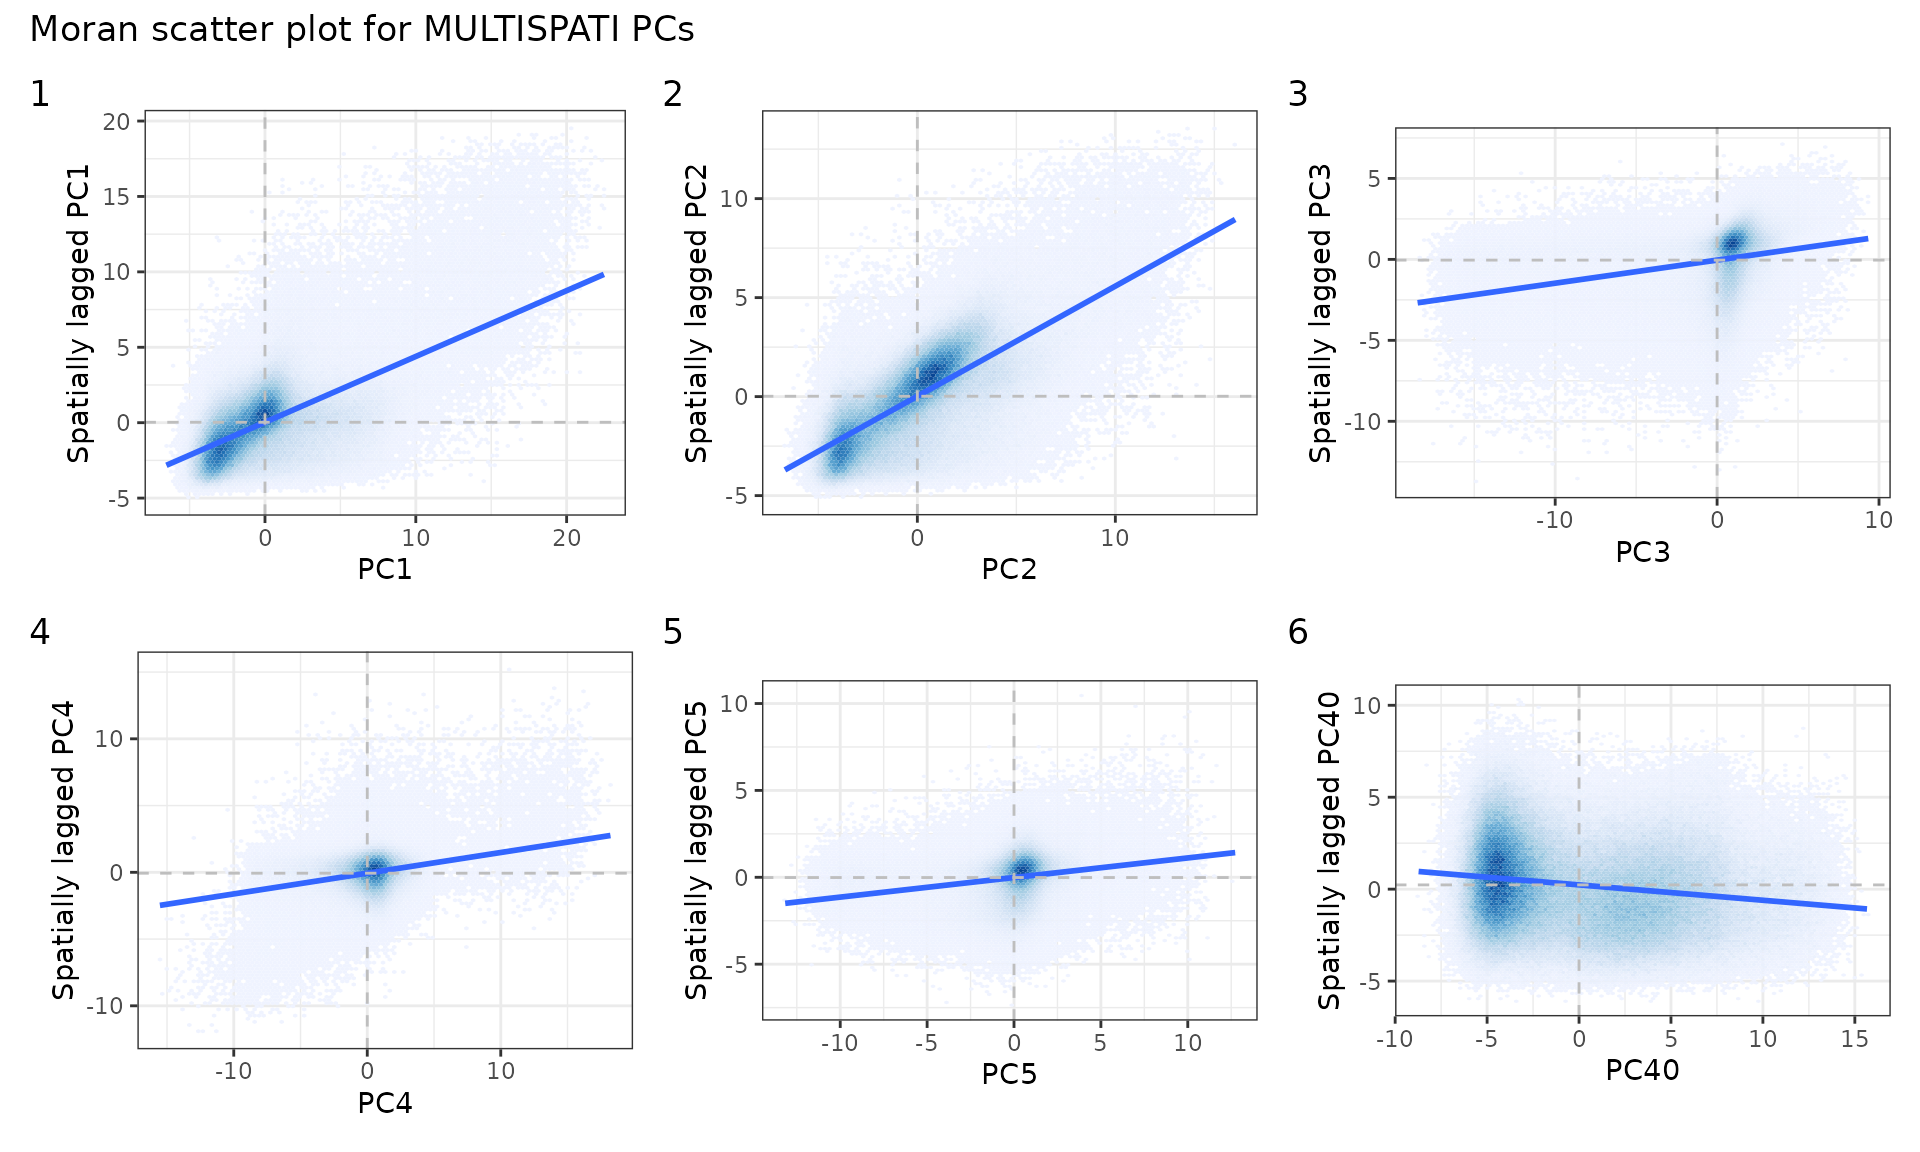 Moran scatter plot for MULTISPATI PCs
1
Spatially lagged PC1
20
15
10
5
0
-5
0 10 20
PC1
2
Spatially lagged PC2
10
5
0
-5
0 10
PC2
3
Spatially lagged PC3
5
0
-5
-10
-10 0 10
PC3
4
Spatially lagged PC4
10
0
-10
-10 0 10
PC4
5
Spatially lagged PC5
10
5
0
-5
-10 -5 0 5 10
PC5
6
Spatially lagged PC40
10
5
0
-5
-10 -5 0 5 10 15
PC40